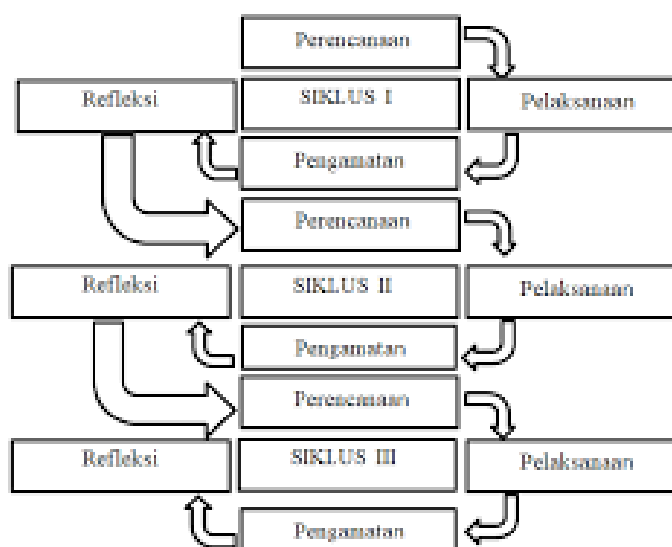 Perencanaan
Refleksi
SIKLUS I
Pelaksanaan
Pengamatan
Perencanaan
Refleksi
SIKLUS II
Pelaksanaan
Pengamatan
Perencanaan
Refleksi
SIKLUS III
Pelaksanaan
Pengamatan